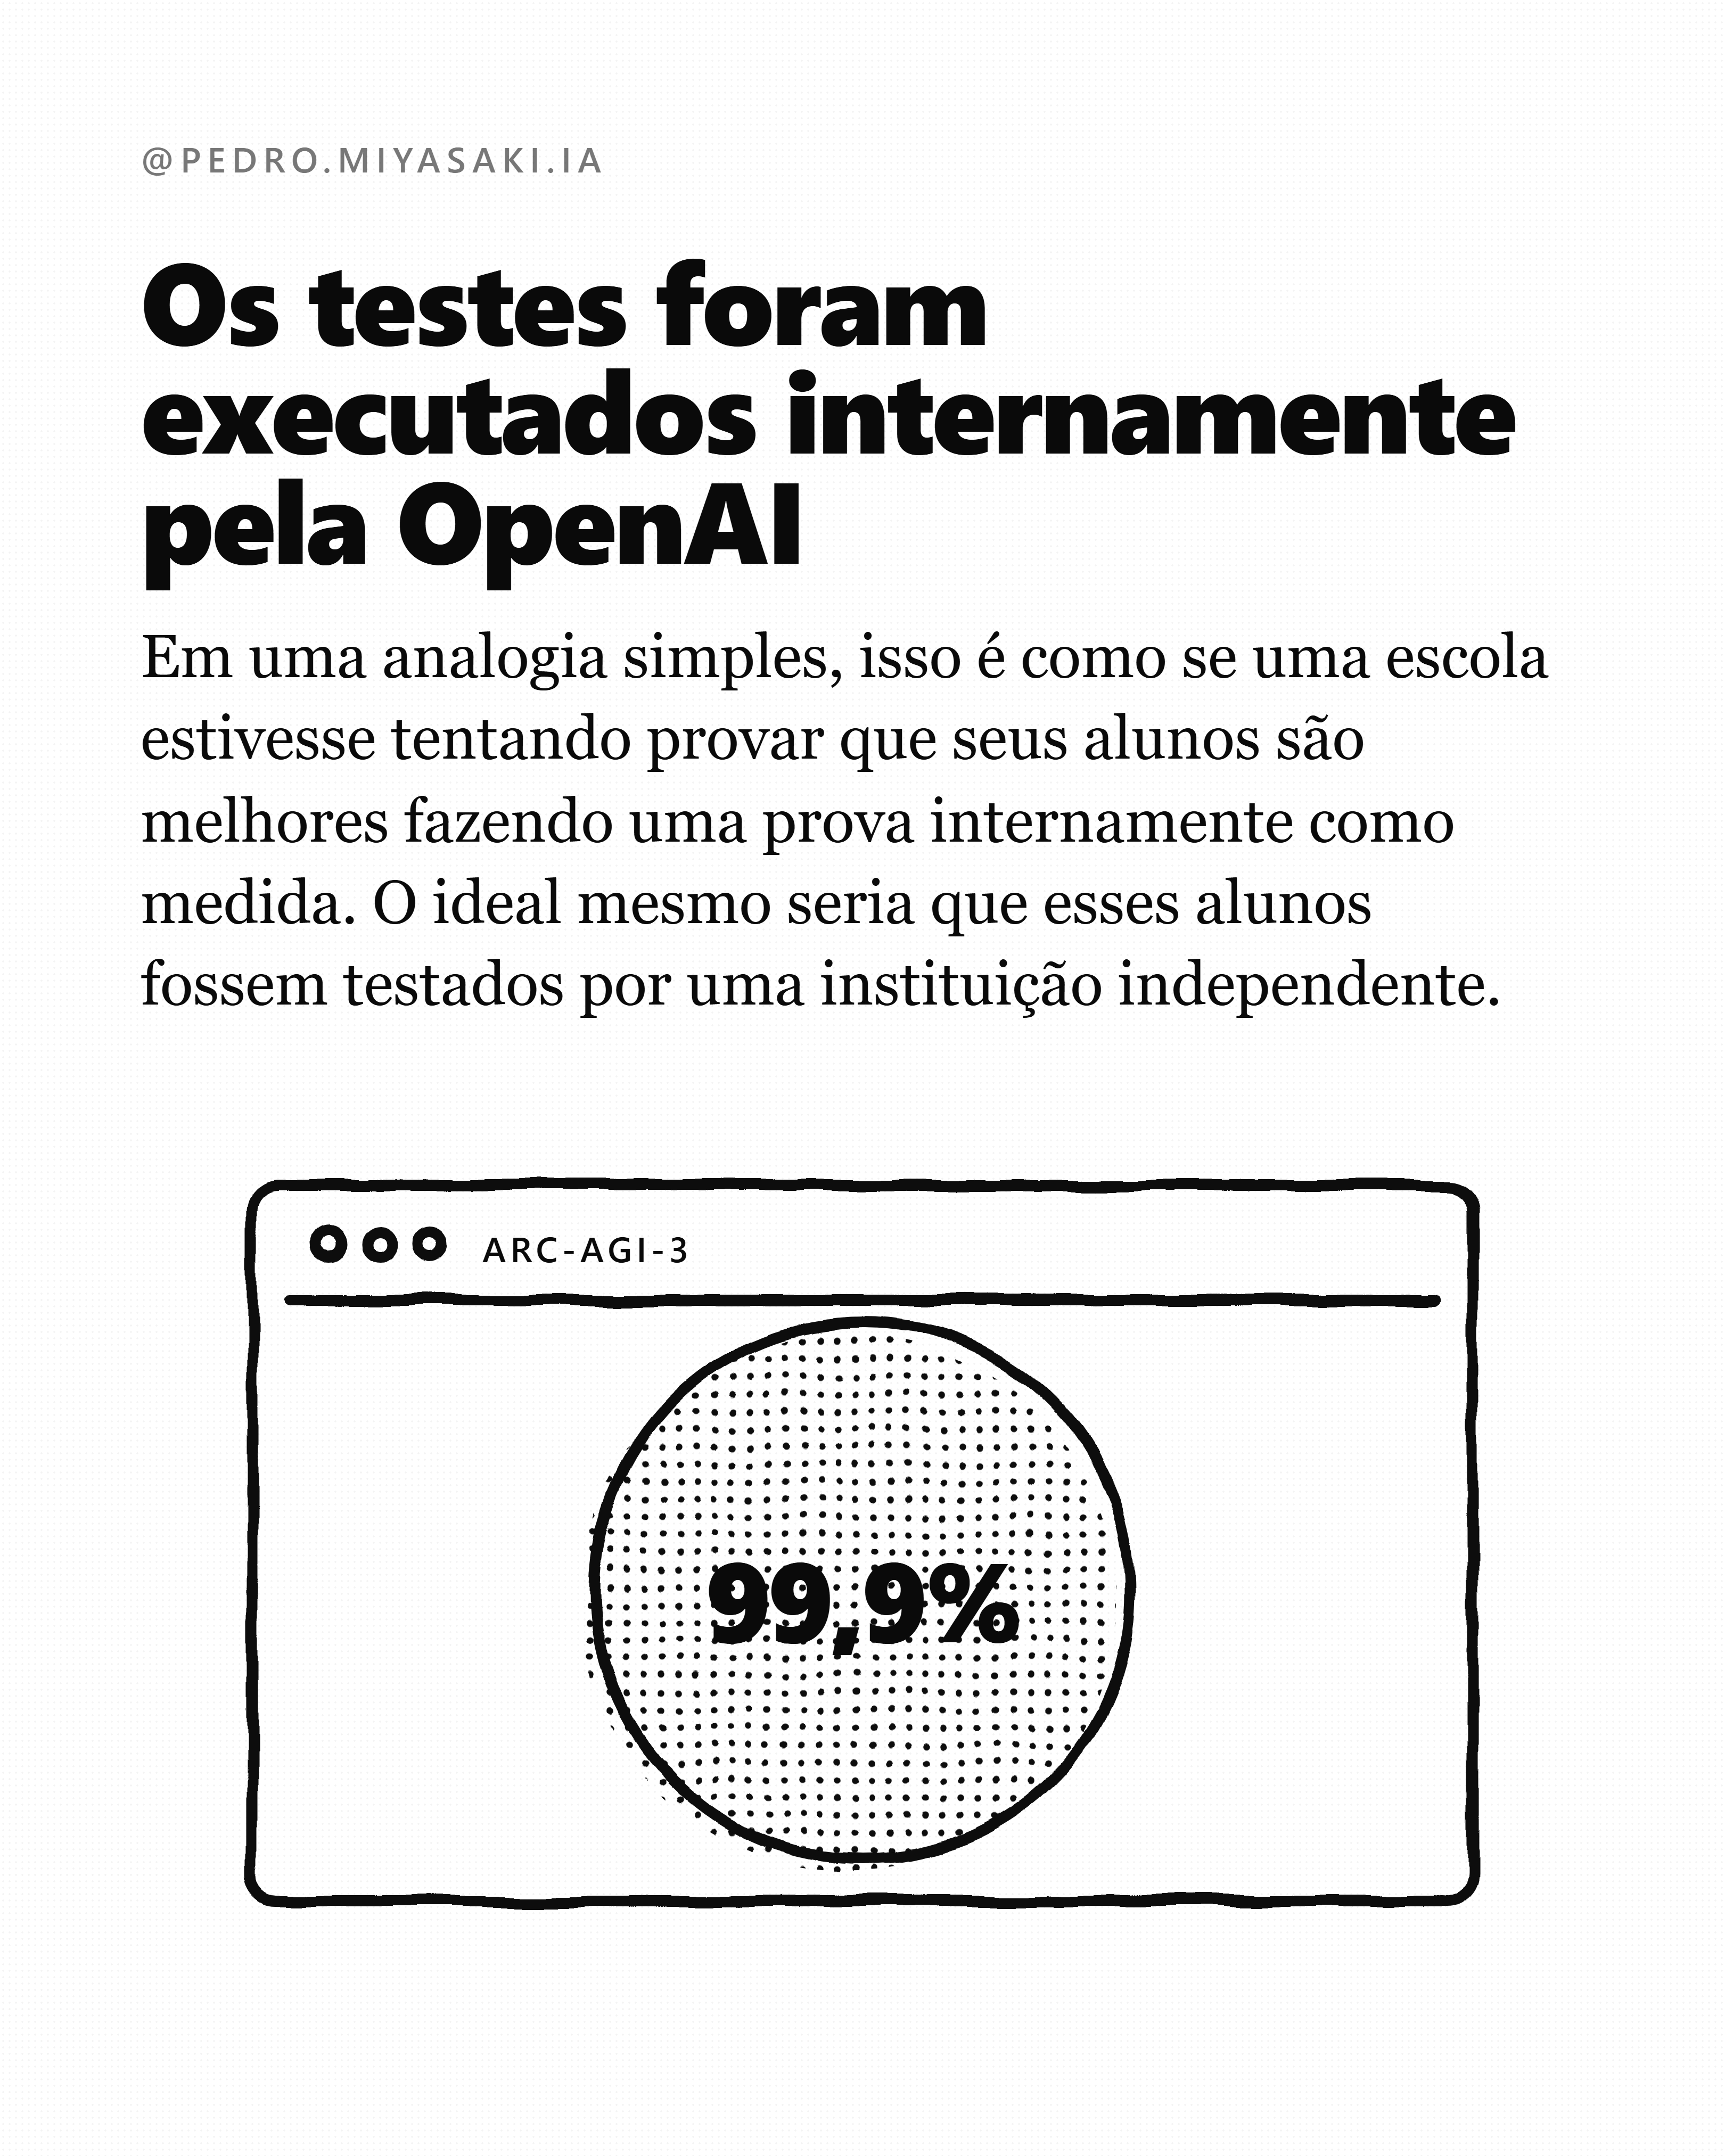 @PEDRO.MIYASAKI.IA
Os testes foram
executados internamente
pela OpenAI
Em uma analogia simples, isso é como se uma escola
estivesse tentando provar que seus alunos são
melhores fazendo uma prova internamente como
medida. O ideal mesmo seria que esses alunos
fossem testados por uma instituição independente.
ARC-AGI-3
99,9%